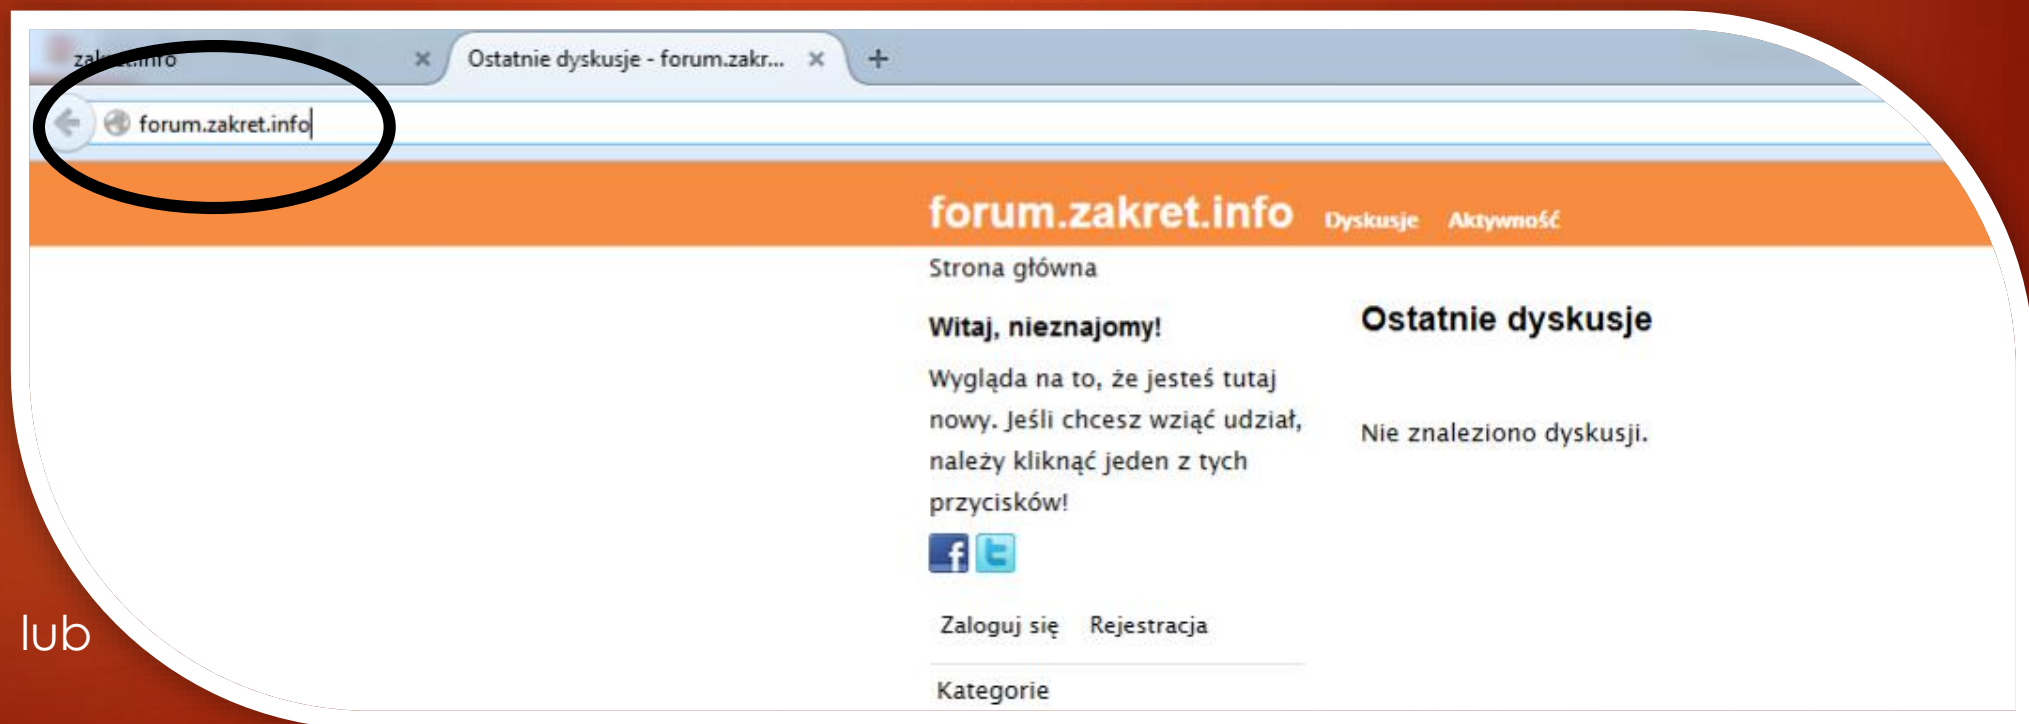 zakret.info
Ostatnie dyskusje - forum.zakr...
forum.zakret.info
forum.zakret.info Dyskusje Aktywność
Strona główna
Witaj, nieznajomy!
Wygląda na to, że jesteś tutaj
nowy. Jeśli chcesz wziąć udział,
należy kliknąć jeden z tych
przycisków!
Zaloguj się Rejestracja
Kategorie
Ostatnie dyskusje
Nie znaleziono dyskusji.
lub